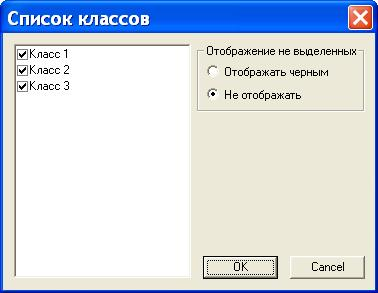 Список классов
Класс 1
Класс 2
Класс 3
Отображение не выделенных
Отображать черным
Не отображать
OK
Cancel